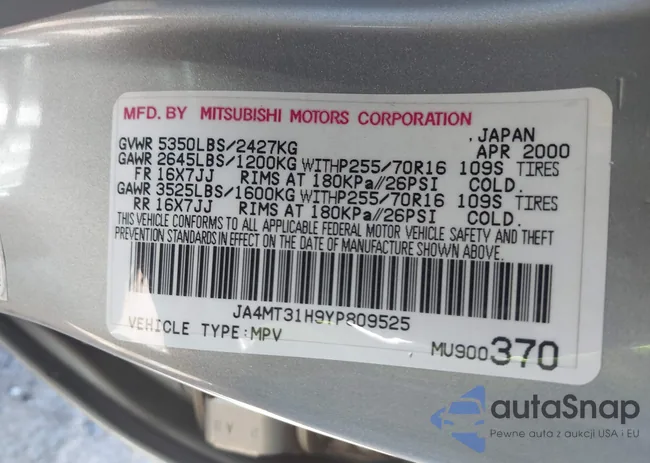 MFD. BY MITSUBISHI MOTORS CORPORATION
, JAPAN
GVWR 5350LBS/2427KG APR 2000
GAWR 2645LBS/1200KG WITHP255/70R16 109S TIRES
FR 16X7JJ RIMS AT 180KPa//26PSI COLD.
GAWR 3525LBS/1600KG WITHP255/70R16 109S TIRES
RR 16X7JJ RIMS AT 180KPa//26PSI COLD.
THIS VEHICLE CONFORMS TO ALL APPLICABLE FEDERAL MOTOR VEHICLE SAFETY AND THEFT
PREVENTION STANDARDS IN EFFECT ON THE DATE OF MANUFACTURE SHOWN ABOVE.
JA4MT31H9YP809525
VEHICLE TYPE:MPV
MU900370
autaSnap
Pewne auta z aukcji USA i EU